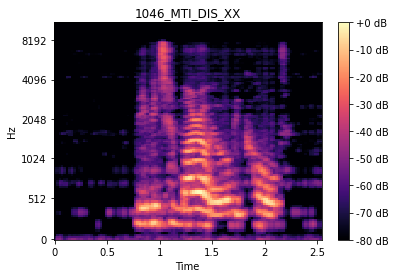 1046_MTI_DIS_XX
+0 dB
8192
-10 dB
4096
-20 dB
-30 dB
2048
Hz
-40 dB
1024
-50 dB
512
-60 dB
-70 dB
0
-80 dB
0 0.5 1 1.5 2 2.5
Time